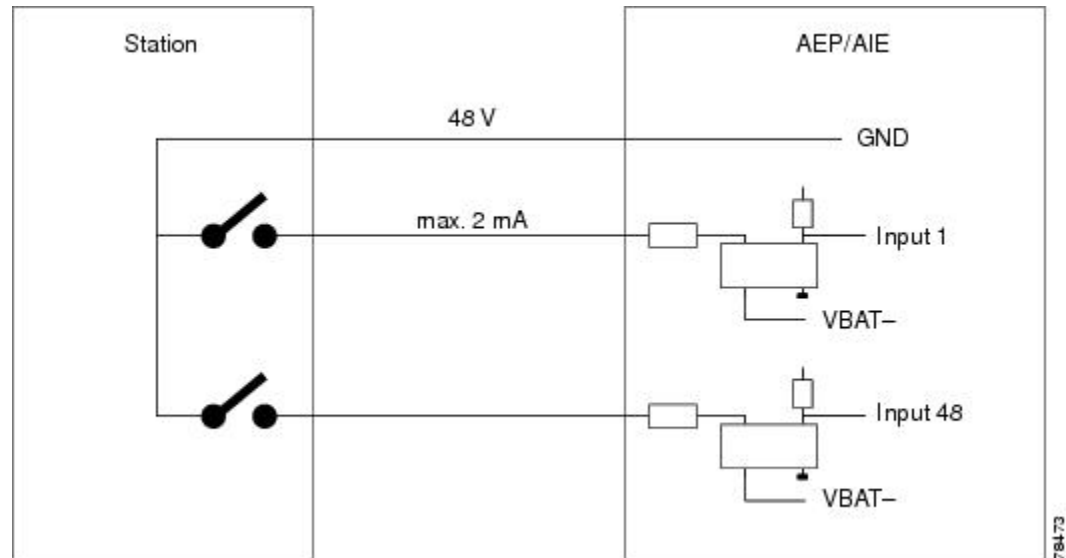 Station
AEP/AIE
48 V
GND
max. 2 mA
Input 1
VBAT–
Input 48
VBAT–
78473